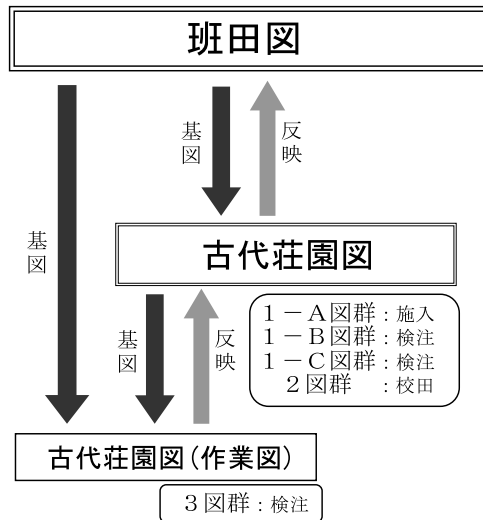 班田図
基図
反映
基図
古代荘園図
1－A図群：施入
1－B図群：検注
1－C図群：検注
2図群　：校田
基図
反映
古代荘園図（作業図）
3図群：検注